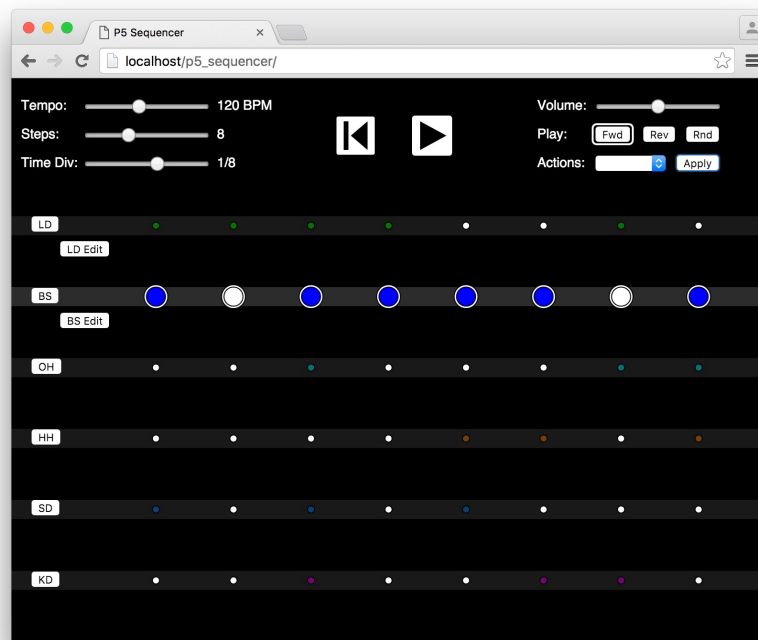 P5 Sequencer
localhost/p5_sequencer/
Tempo: 120 BPM
Volume:
Steps: 8
Play: Fwd Rev Rnd
Time Div: 1/8
Actions: Apply
LD
LD Edit
BS
BS Edit
OH
HH
SD
KD